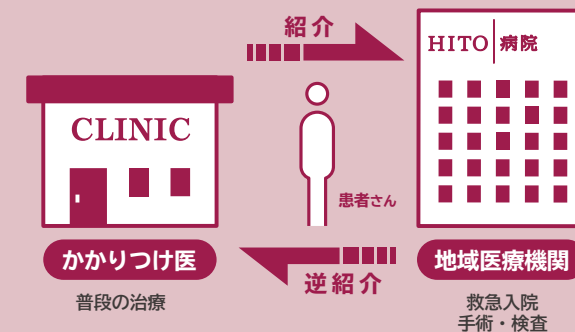 紹介
HITO 病院
CLINIC
患者さん
かかりつけ医
逆紹介
地域医療機関
普段の治療
救急入院
手術・検査